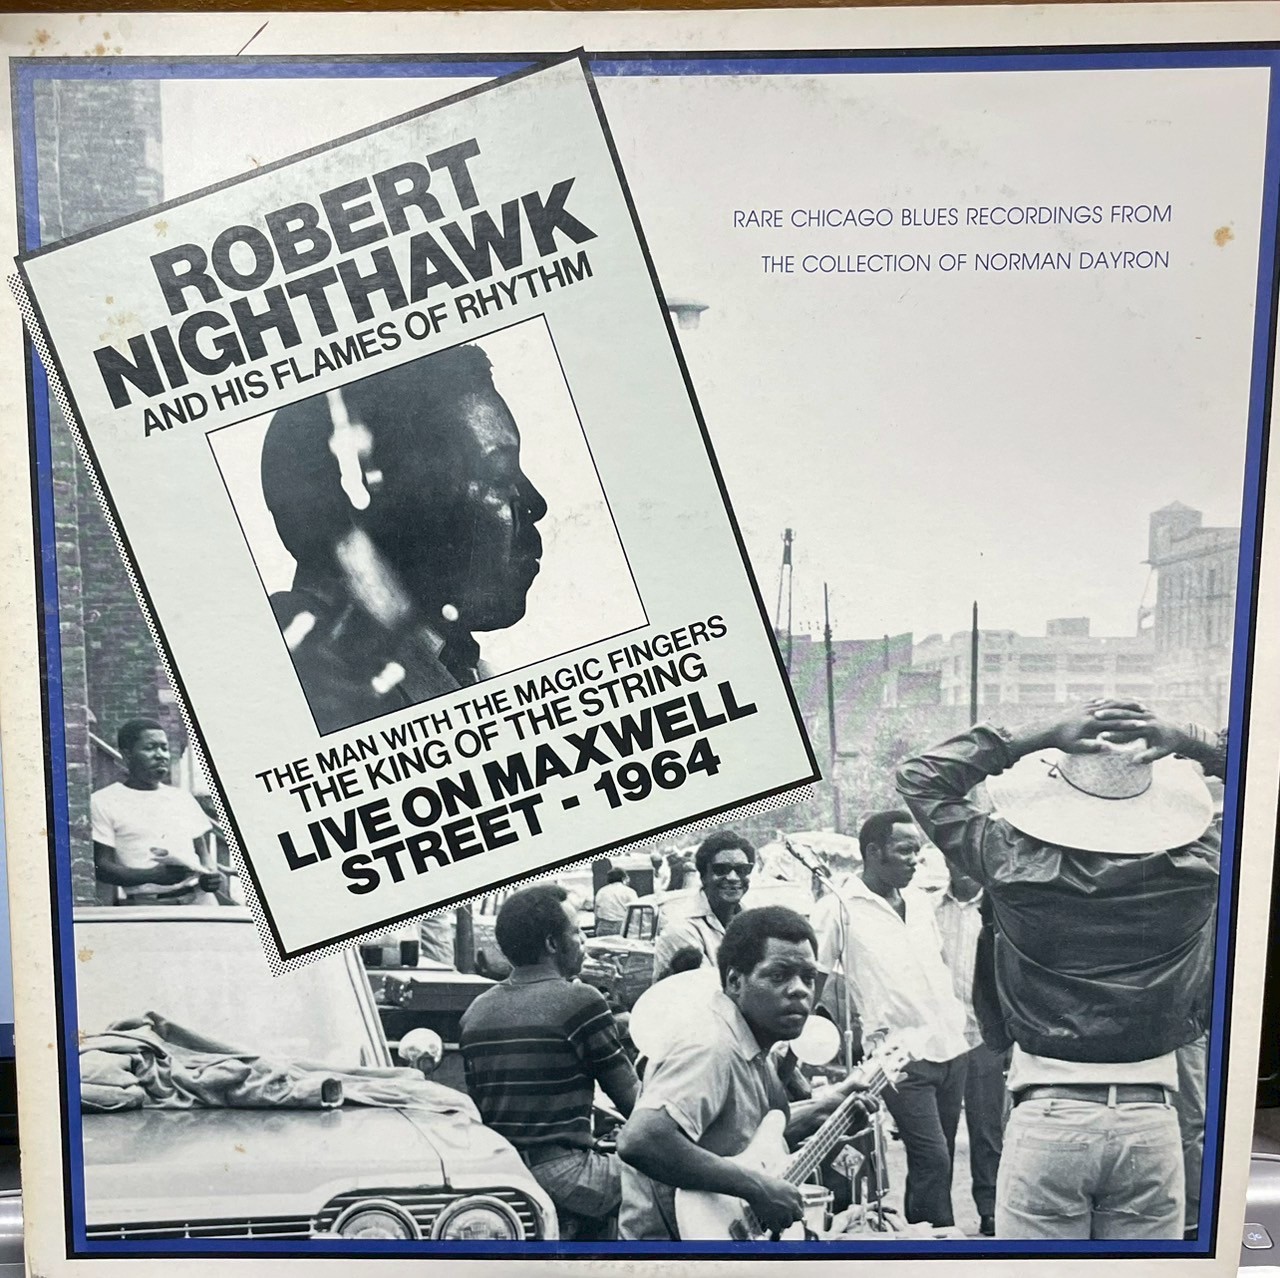 ROBERT
NIGHTHAWK
AND HIS FLAMES OF RHYTHM
THE MAN WITH THE MAGIC FINGERS
THE KING OF THE STRING
LIVE ON MAXWELL
STREET - 1964
RARE CHICAGO BLUES RECORDINGS FROM
THE COLLECTION OF NORMAN DAYRON